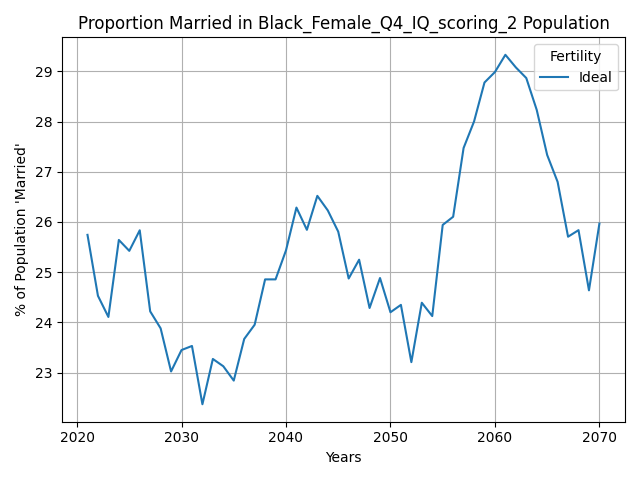 Proportion Married in Black_Female_Q4_IQ_scoring_2 Population
Fertility
Ideal
% of Population 'Married'
29
28
27
26
25
24
23
2020
2030
2040
2050
2060
2070
Years